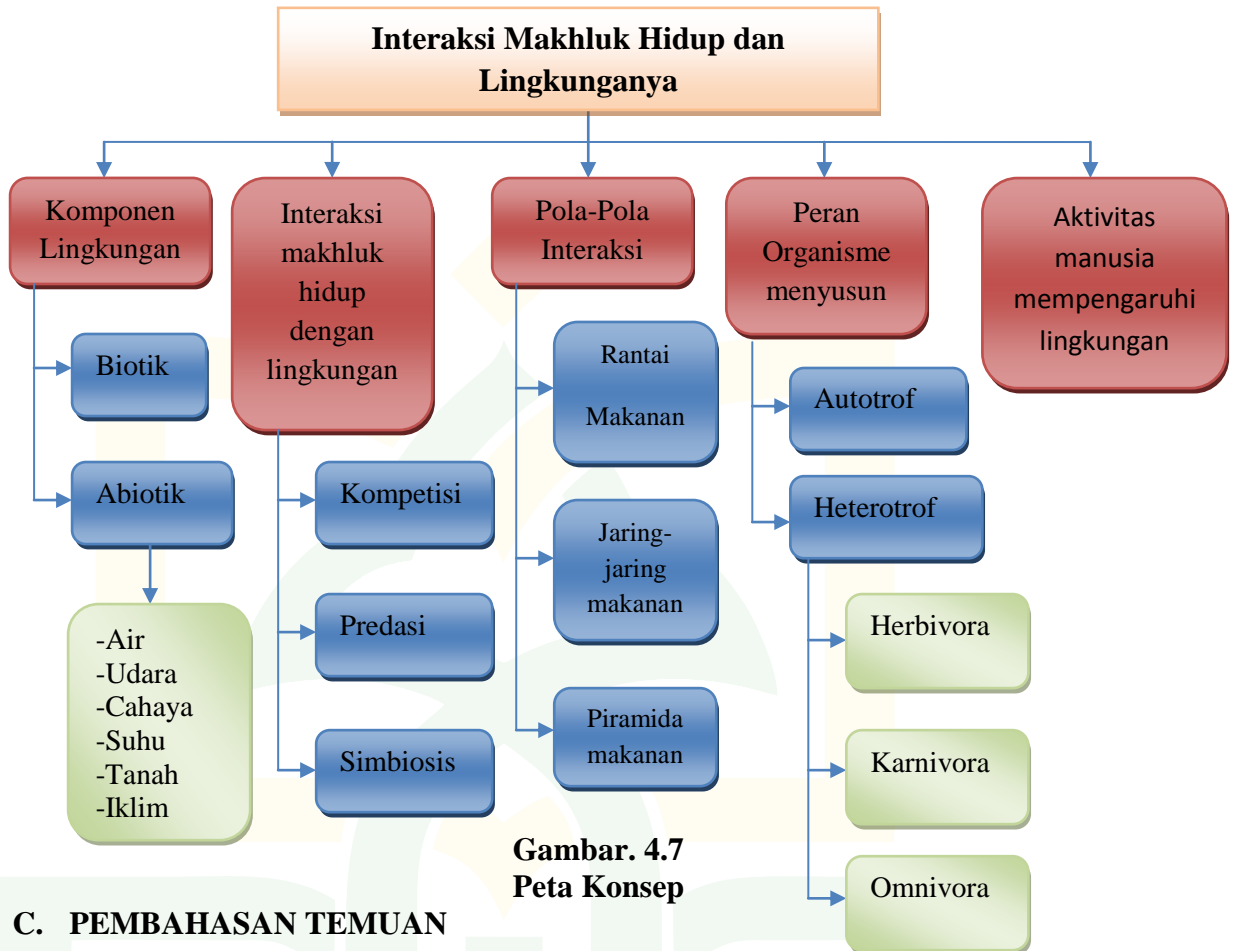 Interaksi Makhluk Hidup dan
Lingkunganya
Komponen
Lingkungan
Biotik
Abiotik
-Air
-Udara
-Cahaya
-Suhu
-Tanah
-Iklim
Interaksi
makhluk
hidup
dengan
lingkungan
Kompetisi
Predasi
Simbiosis
Pola-Pola
Interaksi
Rantai
Makanan
Jaring-
jaring
makanan
Piramida
makanan
Peran
Organisme
menyusun
Autotrof
Heterotrof
Herbivora
Karnivora
Omnivora
Aktivitas
manusia
mempengaruhi
lingkungan
Gambar. 4.7
Peta Konsep
C. PEMBAHASAN TEMUAN